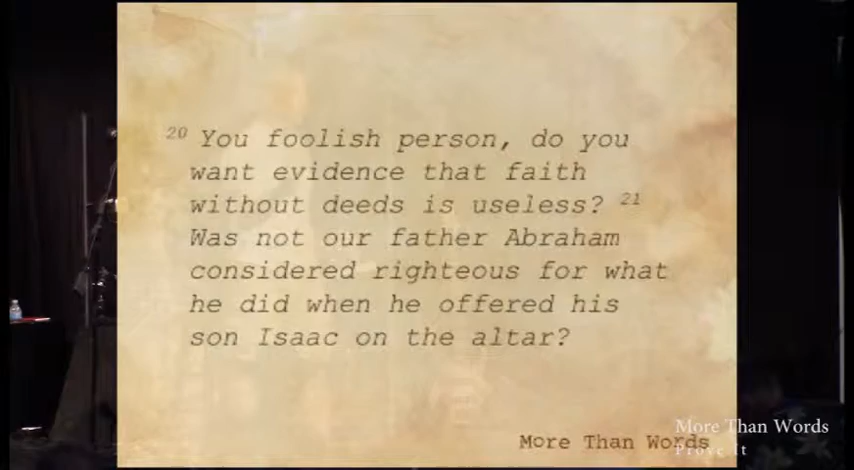 20 You foolish person, do you
want evidence that faith
without deeds is useless? 21
Was not our father Abraham
considered righteous for what
he did when he offered his
son Isaac on the altar?
More Than Words
More Than Words
Prove It